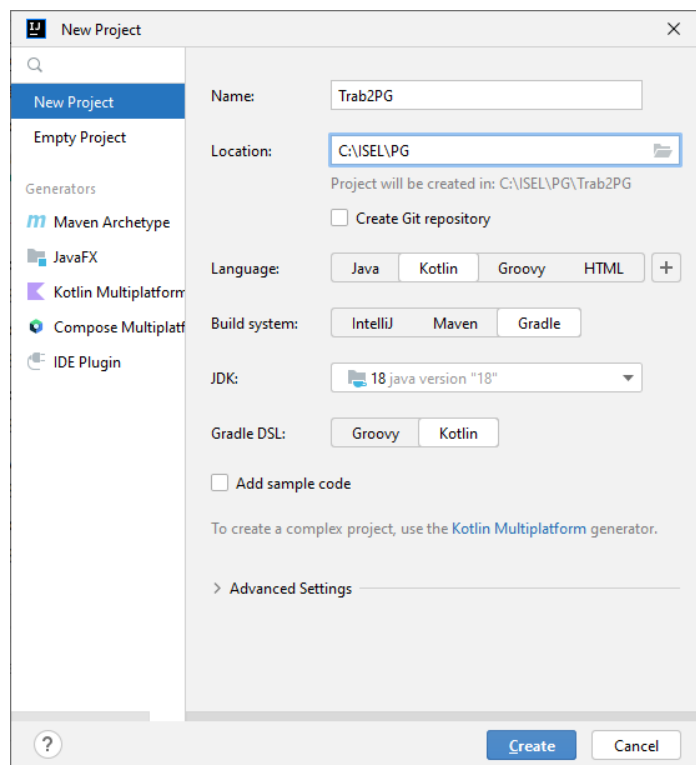 New Project
New Project
Empty Project
Generators
Maven Archetype
JavaFX
Kotlin Multiplatform
Compose Multiplatf
IDE Plugin
Name: Trab2PG
Location: C:\ISEL\PG
Project will be created in: C:\ISEL\PG\Trab2PG
Create Git repository
Language: Java Kotlin Groovy HTML +
Build system: IntelliJ Maven Gradle
JDK: 18 java version "18"
Gradle DSL: Groovy Kotlin
Add sample code
To create a complex project, use the Kotlin Multiplatform generator.
Advanced Settings
? Create Cancel